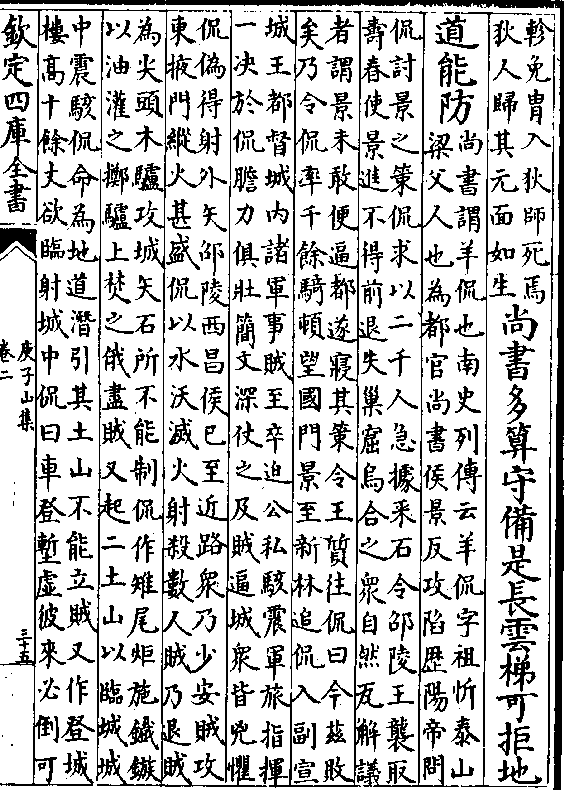 軫免胄入狄師死焉
狄人歸其元面如生
尚書多算守備是長雲梯可拒地
道能防
尚書謂羊侃也南史列傳云羊侃字祖忻泰山
梁父人也為都官尚書侯景反攻陷歷陽帝問
侃討景之策侃求以二千人急據采石令邵陵王襲取
壽春使景進不得前退失巢窟烏合之衆自然瓦解議
者謂景未敢便逼都遂寢其策令王質往侃曰今茲敗
矣乃令侃率千餘騎頓望國門景至新林追侃入副宣
城王都督城内諸軍事賊至卒迫公私駭震軍旅指揮
一决於侃膽力俱壯簡文深仗之及賊逼城衆皆兇懼
侃偽得射外矢邵陵西昌侯已至近路衆乃少安賊攻
東掖門縱火甚盛侃以水沃滅火射殺數人賊乃退賊
為尖頭木驢攻城矢石所不能制侃作雉尾炬施鐵鏃
以油灌之擲驢上焚之俄盡賊又起二土山以臨城城
中震駭侃命為地道潛引其土山不能立賊又作登城
樓高十餘丈欲臨射城中侃曰車登塹虛彼來必倒可
欽定四庫全書
庾子山集
卷二
三十五